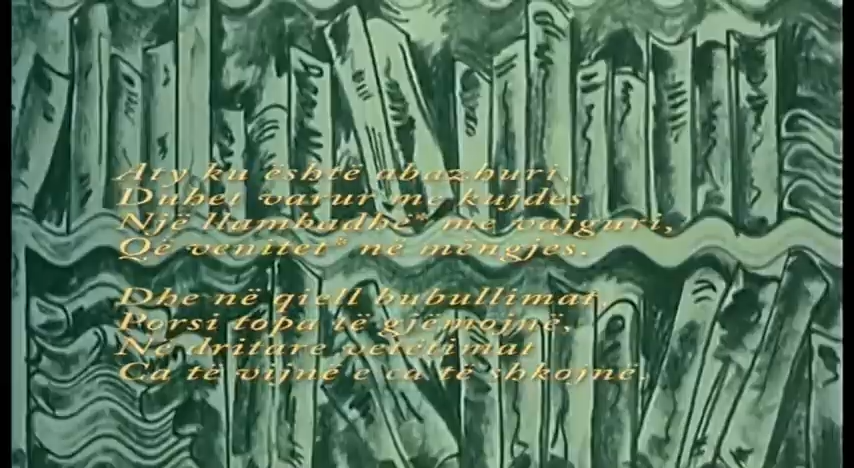 Aty ku është abazhuri,
Duhet varur me kujdes
Një llambadhë* me vajguri,
Që venitet* në mëngjes.
Dhe në qiell bubullimat,
Porsi topa të gjëmojnë,
Në dritare vetëtimat
Ca të vijnë e ca të shkojnë.